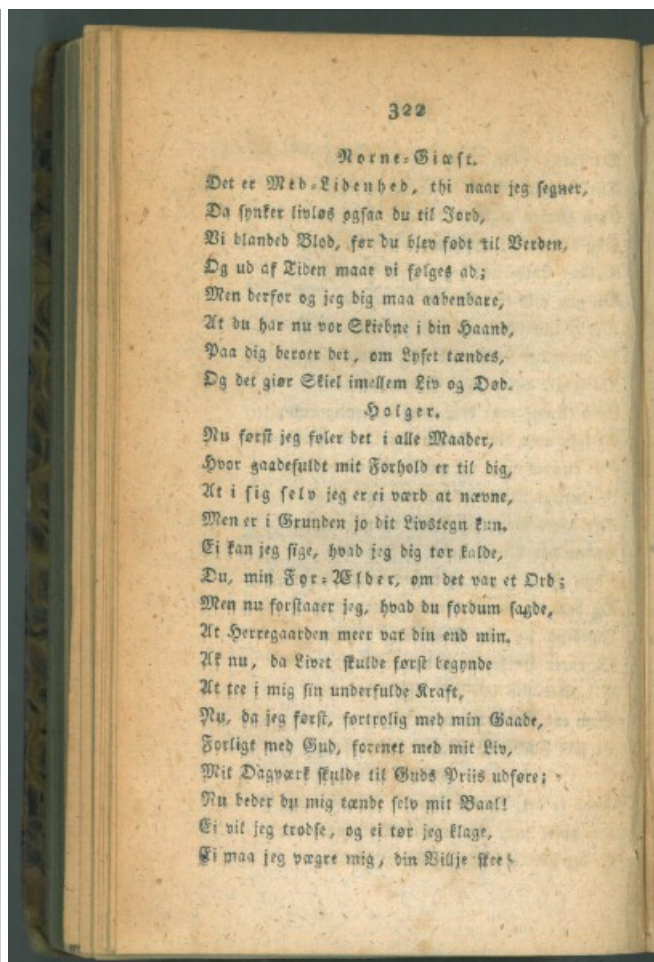 322
Norne-Giæst.
Det er Med-Lidenhed, thi naar jeg segner,
Da synker livløs ogsaa du til Jord,
Vi blanded Blod, før du blev født til Verden,
Og ud af Tiden maae vi følges ad;
Men derfor og jeg dig maa aabenbare,
At du har nu vor Skiebne i din Haand,
Paa dig beroer det, om Lyset tændes,
Og det giør Skiel imellem Liv og Død.
Holger.
Nu først jeg føler det i alle Maader,
Hvor gaadefuldt mit Forhold er til dig,
At i sig selv jeg er ei værd at nævne,
Men er i Grunden jo dit Livstegn kun.
Ei kan jeg sige, hvad jeg dig tør kalde,
Du, min For-Ælder, om det var et Ord;
Men nu forstaaer jeg, hvad du fordum sagde,
At Herregaarden meer var din end min.
Ak nu, da Livet skulde først begynde
At tee i mig sin underfulde Kraft,
Nu, da jeg først, fortrolig med min Gaade,
Forligt med Gud, forenet med mit Liv,
Mit Dagværk skulde til Guds Priis udføre;
Nu beder du mig tænde selv mit Baal!
Ei vil jeg trodse, og ei tør jeg klage,
Ei maa jeg vægre mig, din Villje skee!